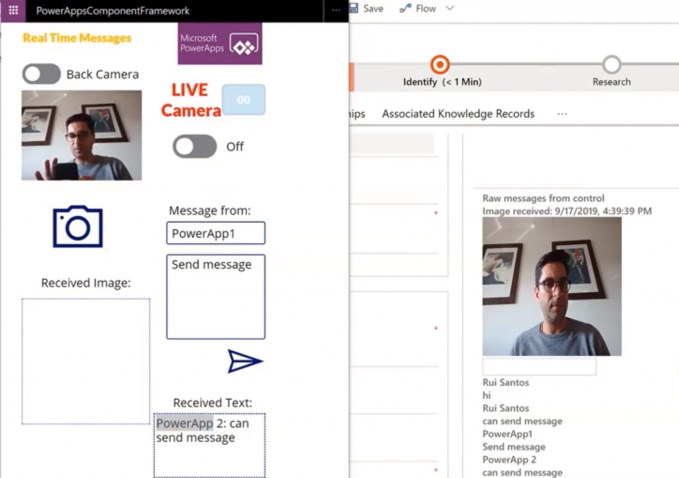 PowerAppsComponentFramework
...
Save
Flow
Real Time Messages
Microsoft
PowerApps
Back Camera
LIVE
Camera
00
Off
Message from:
PowerApp1
Send message
Received Image:
Received Text:
PowerApp 2: can
send message
Identify (< 1 Min)
Research
ips
Associated Knowledge Records
...
Raw messages from control
Image received: 9/17/2019, 4:39:39 PM
Rui Santos
hi
Rui Santos
can send message
PowerApp1
Send message
PowerApp 2
can send message